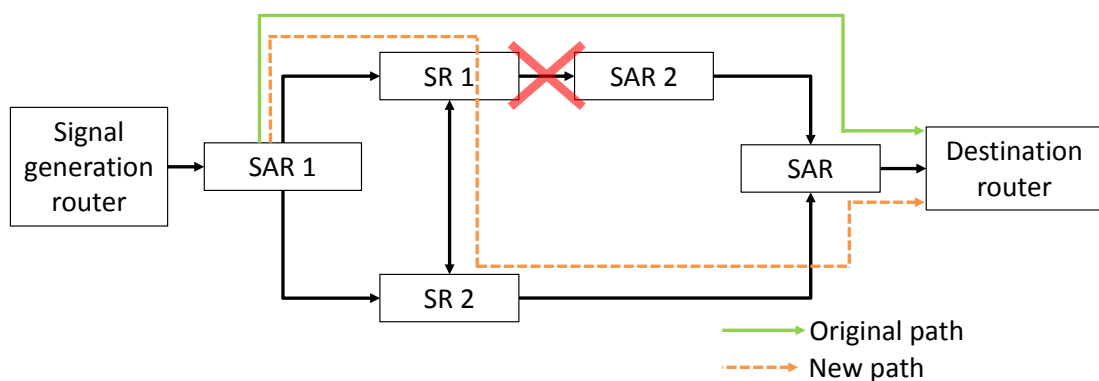 SR 1
SAR 2
Signal
generation
router
SAR 1
SAR
Destination
router
SR 2
Original path
New path